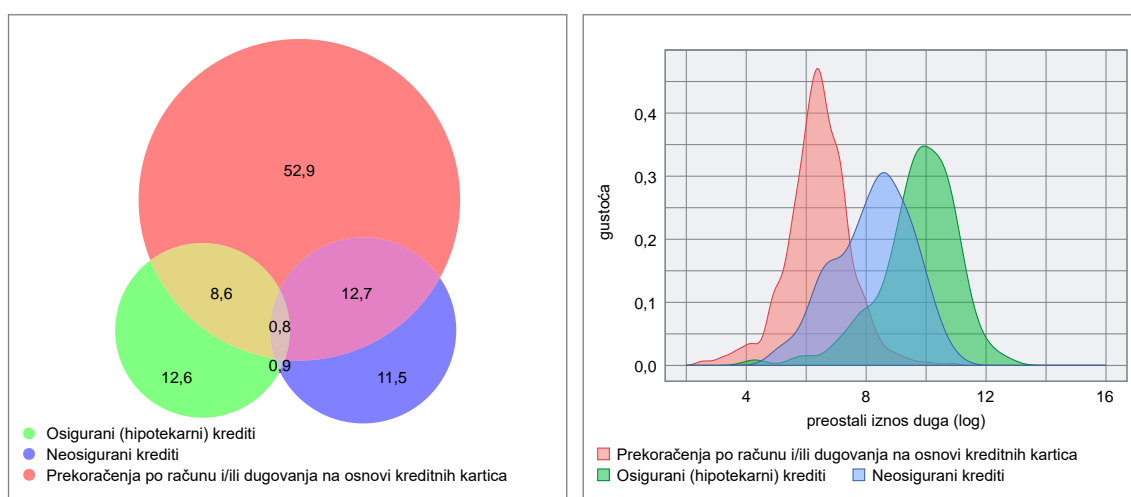 52,9
8,6
12,7
0,8
0,9
12,6
11,5
Osigurani (hipotekarni) krediti
Neosigurani krediti
Prekoračenja po računu i/ili dugovanja na osnovi kreditnih kartica
gustoća
0,4
0,3
0,2
0,1
0,0
4 8 12 16
preostali iznos duga (log)
Prekoračenja po računu i/ili dugovanja na osnovi kreditnih kartica
Osigurani (hipotekarni) krediti Neosigurani krediti